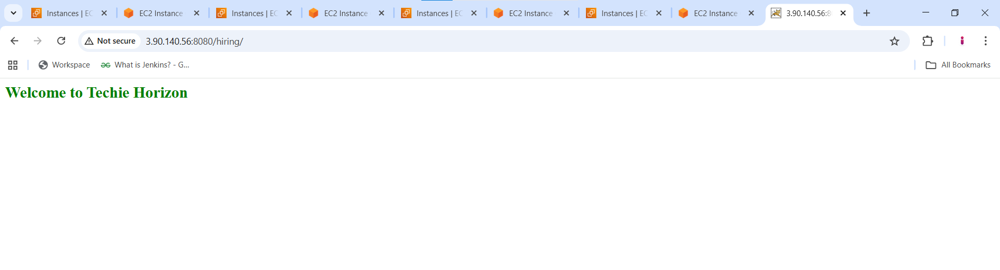 Instances | EC
EC2 Instance
Instances | EC
EC2 Instance
Instances | EC
EC2 Instance
Instances | EC
EC2 Instance
3.90.140.56:8
Not secure
3.90.140.56:8080/hiring/
Workspace
What is Jenkins? - G...
All Bookmarks
Welcome to Techie Horizon